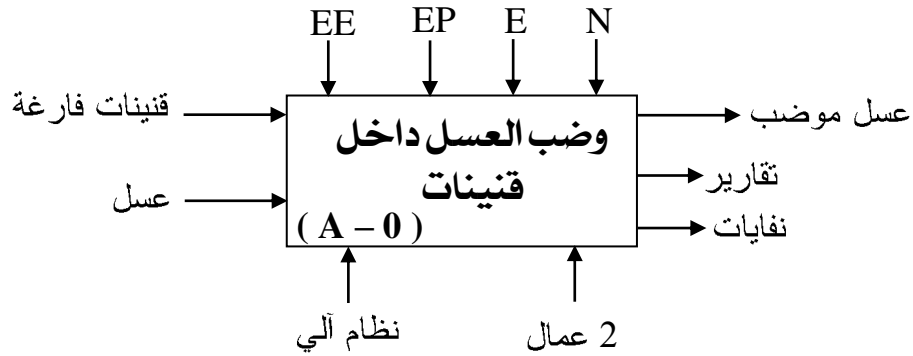 EE EP E N
قنينات فارغة
عسل
وضب العسل داخل
قنينات
( A – 0 )
عسل موضب
تقارير
نفايات
نظام آلي
2 عمال